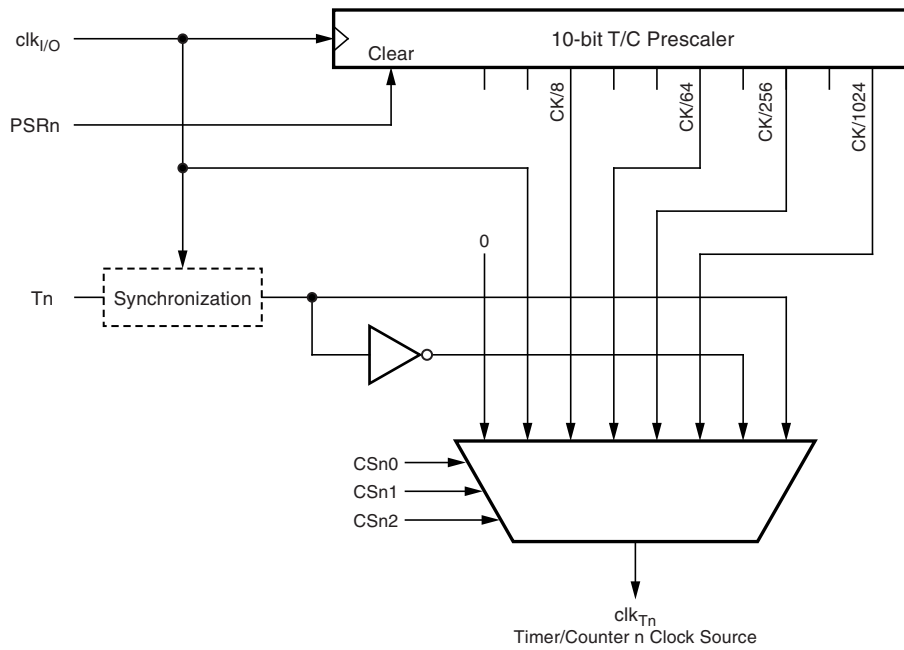 clkI/O
10-bit T/C Prescaler
Clear
PSRn
CK/8
CK/64
CK/256
CK/1024
0
Tn
Synchronization
CSn0
CSn1
CSn2
clkTn
Timer/Counter n Clock Source